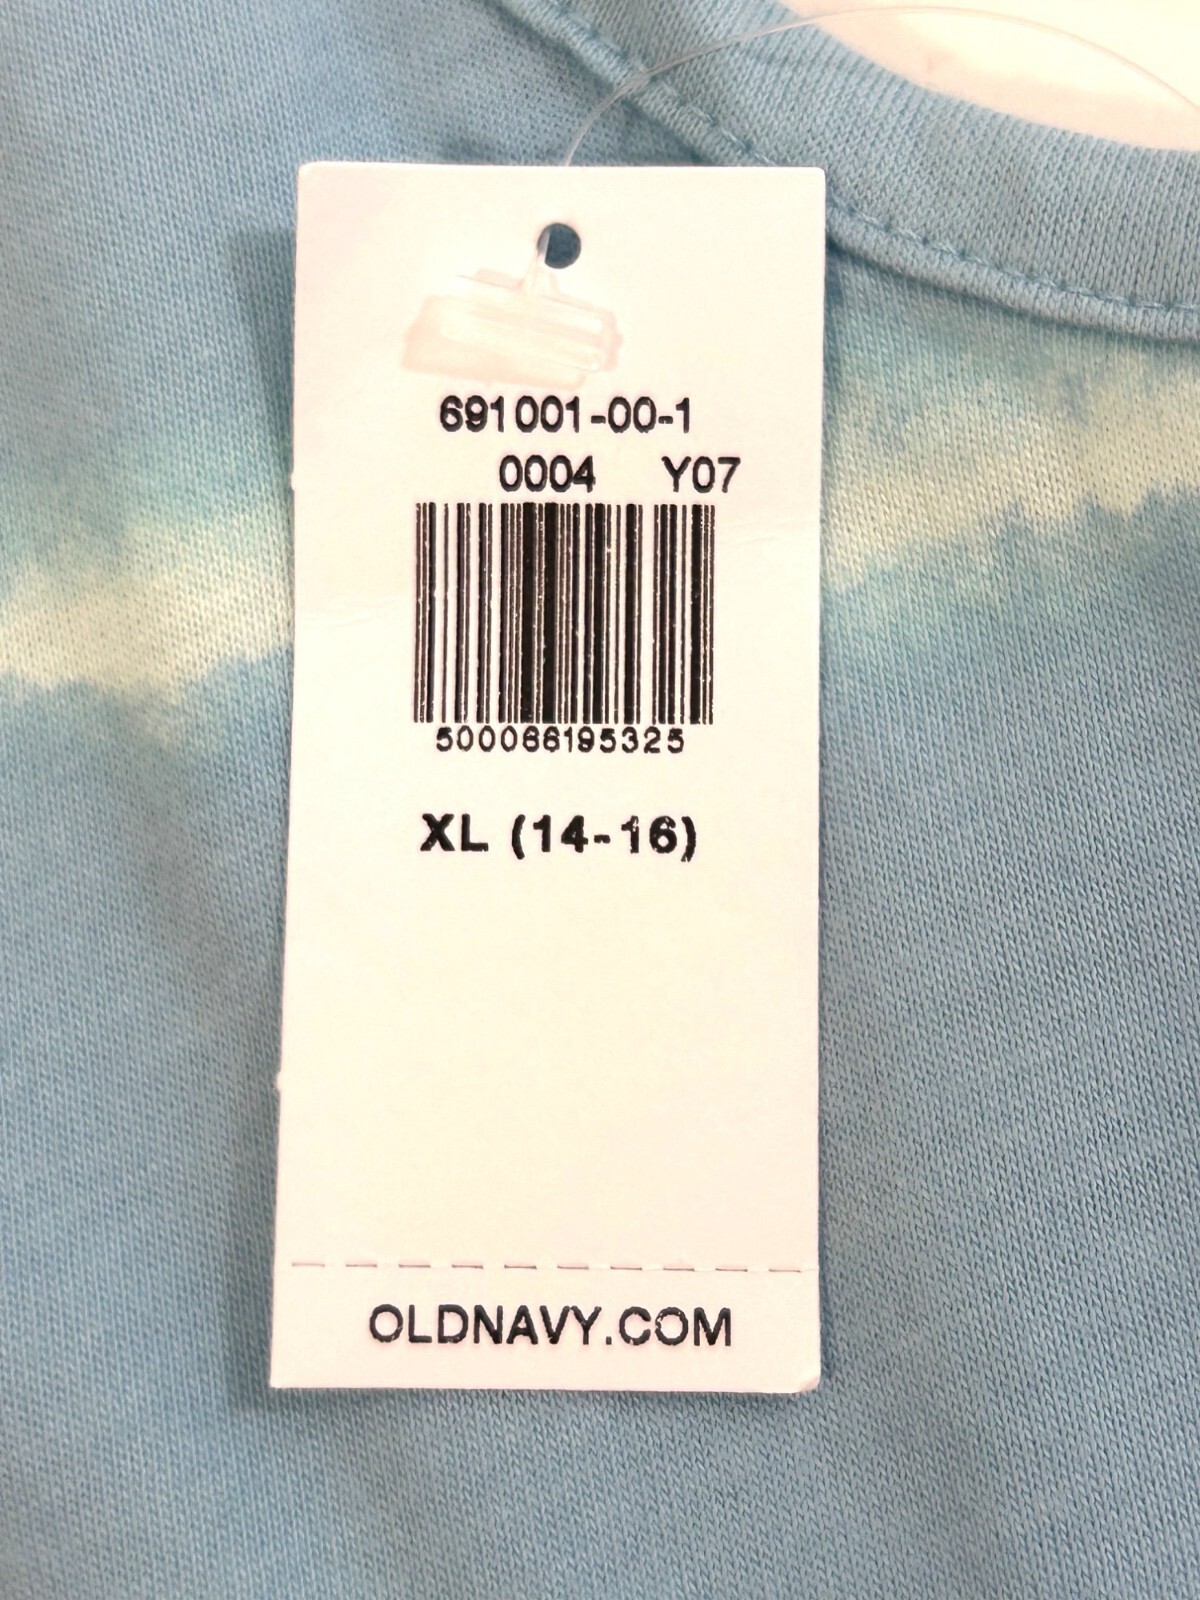 691001-00-1
0004 Y07
500066195325
XL (14-16)
OLDNAVY.COM